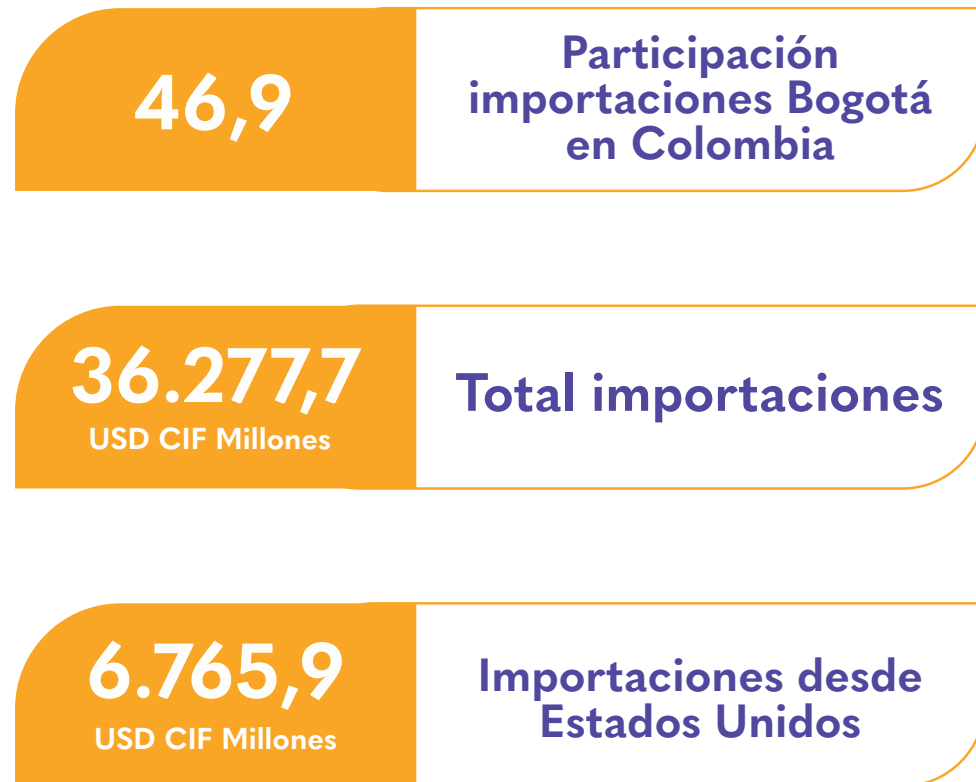 46,9
Participación
importaciones Bogotá
en Colombia
36.277,7
USD CIF Millones
Total importaciones
6.765,9
USD CIF Millones
Importaciones desde
Estados Unidos